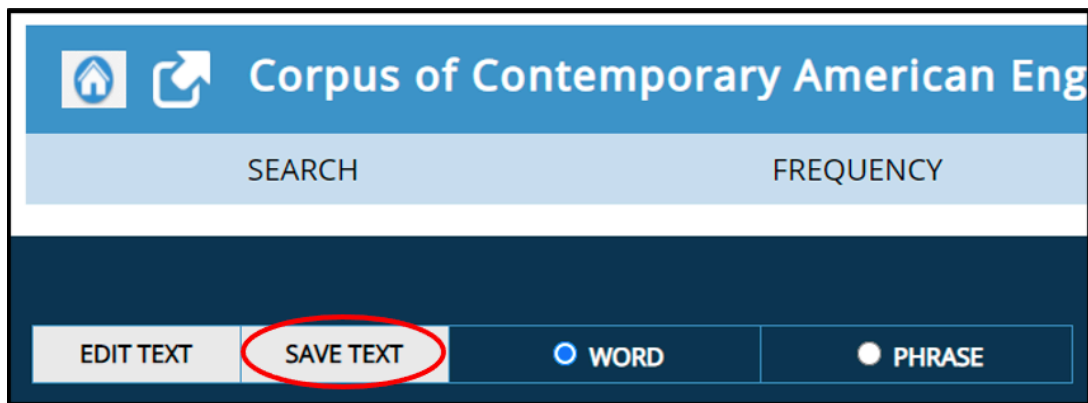 Corpus of Contemporary American Eng
SEARCH FREQUENCY
EDIT TEXT SAVE TEXT WORD PHRASE